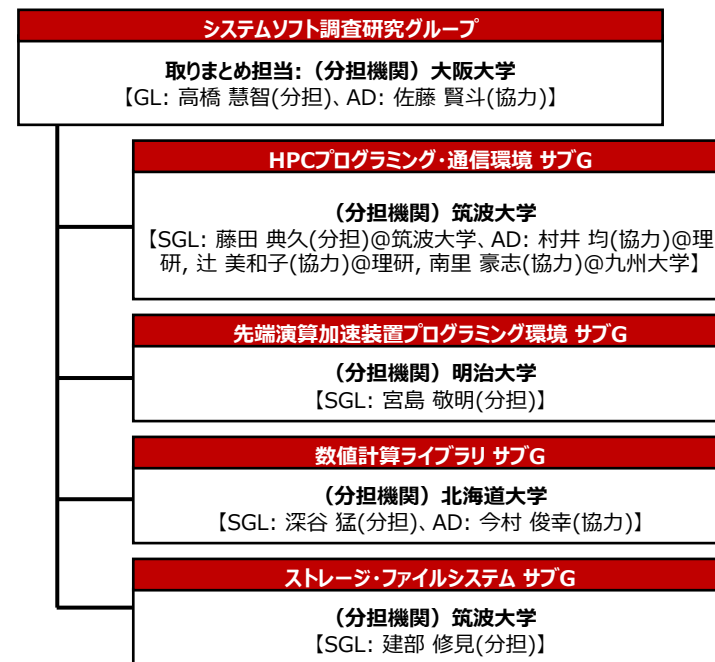 システムソフト調査研究グループ
取りまとめ担当:（分担機関）大阪大学
【GL: 高橋 慧智(分担)、AD: 佐藤 賢斗(協力)】
HPCプログラミング・通信環境 サブG
（分担機関）筑波大学
【SGL: 藤田 典久(分担)@筑波大学、AD: 村井 均(協力)@理
研, 辻 美和子(協力)@理研, 南里 豪志(協力)@九州大学】
先端演算加速装置プログラミング環境 サブG
（分担機関）明治大学
【SGL: 宮島 敬明(分担)】
数値計算ライブラリ サブG
（分担機関）北海道大学
【SGL: 深谷 猛(分担)、AD: 今村 俊幸(協力)】
ストレージ・ファイルシステム サブG
（分担機関）筑波大学
【SGL: 建部 修見(分担)】